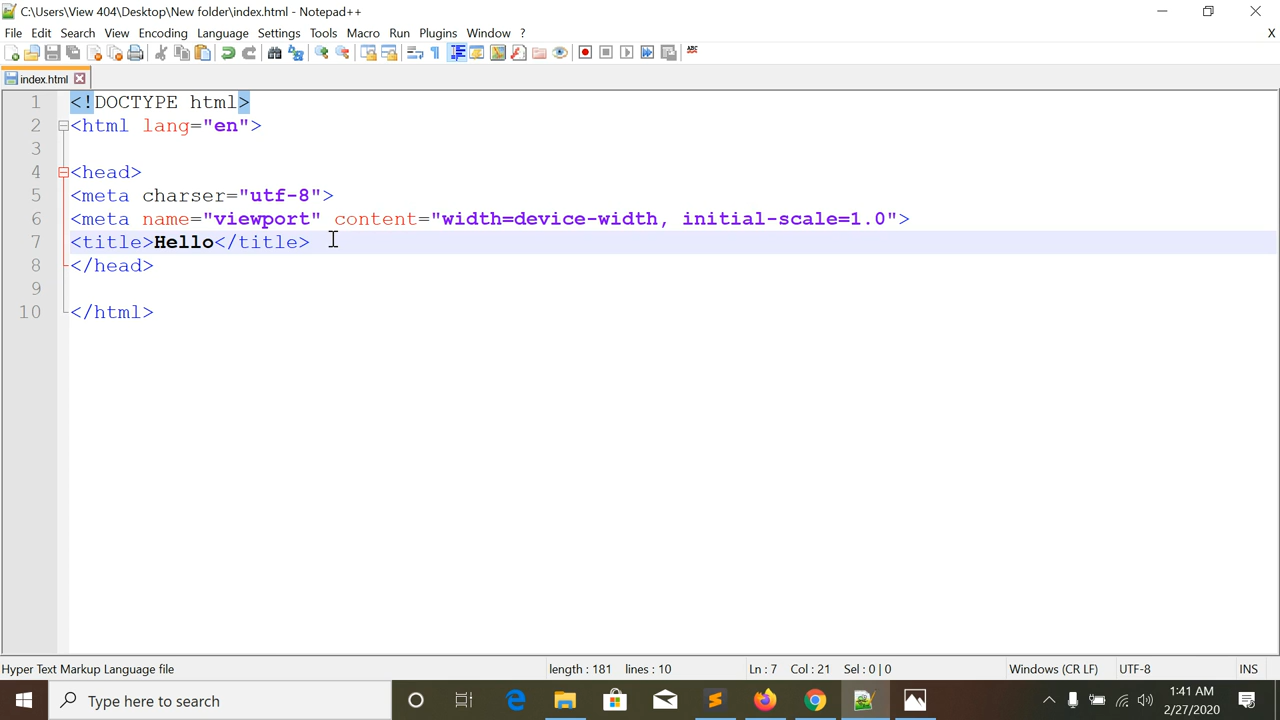 C:\Users\View 404\Desktop\New folder\index.html - Notepad++
File Edit Search View Encoding Language Settings Tools Macro Run Plugins Window ? X
ABC
index.html
1 <!DOCTYPE html>
2 <html lang="en">
3
4 <head>
5 <meta charser="utf-8">
6 <meta name="viewport" content="width=device-width, initial-scale=1.0">
7 <title>Hello</title>
8 </head>
9
10 </html>
Hyper Text Markup Language file length : 181 lines : 10 Ln : 7 Col : 21 Sel : 0 | 0 Windows (CR LF) UTF-8 INS
Type here to search
1:41 AM
2/27/2020